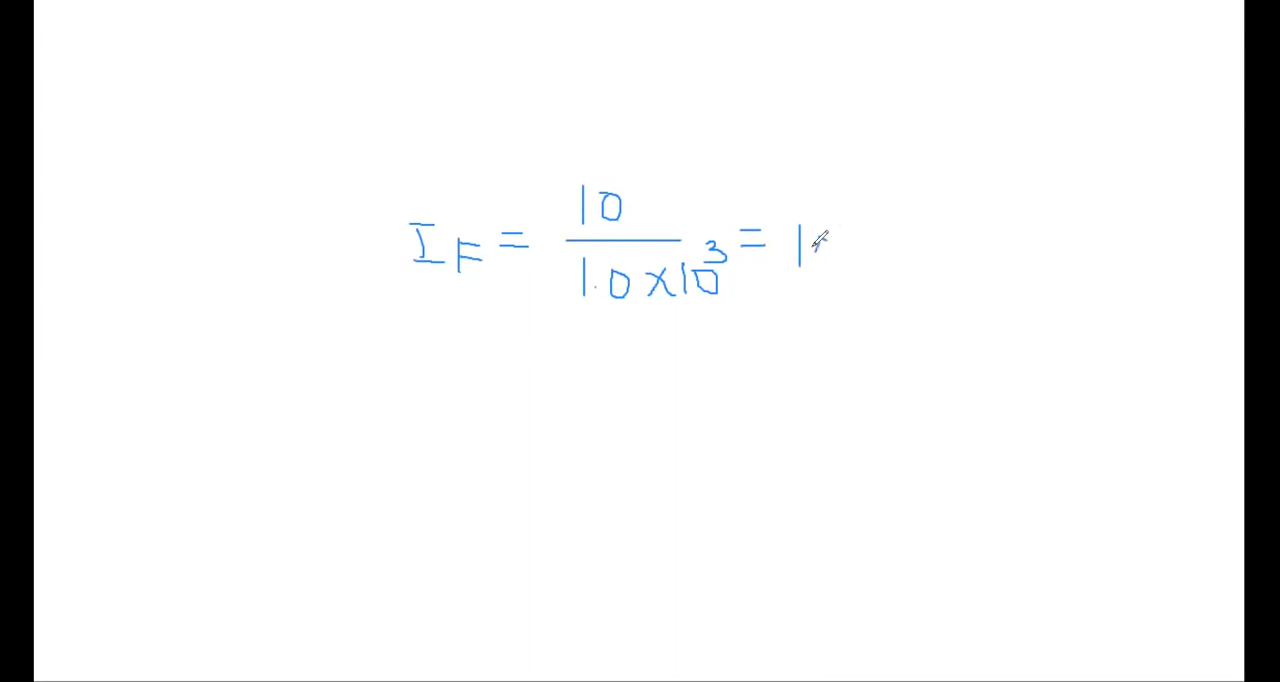 I_F = 10 / 1.0 × 10^3 = 1